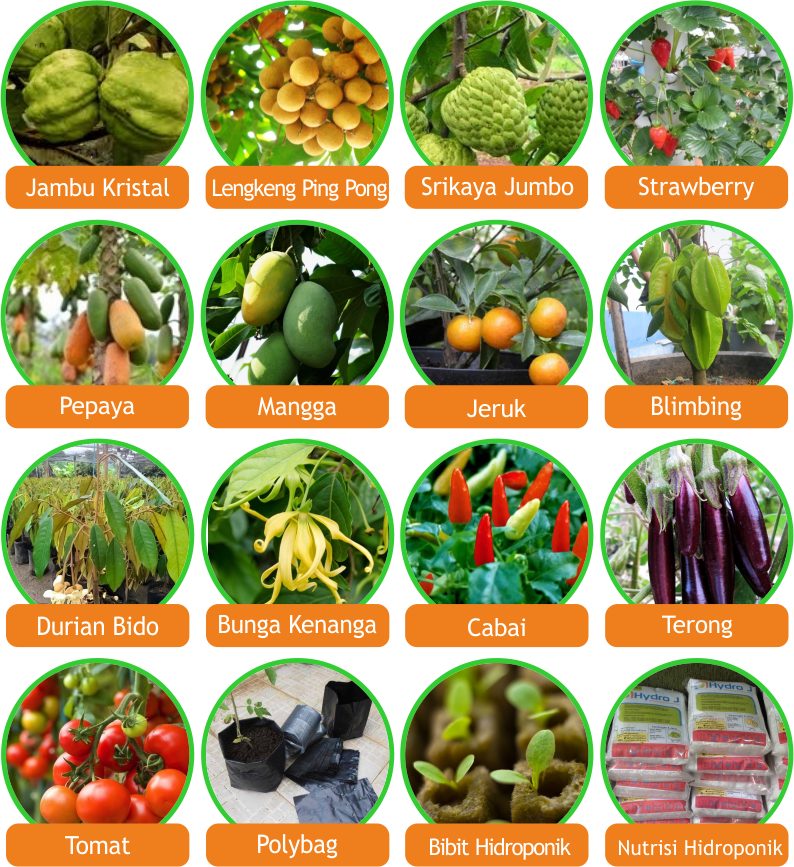 Jambu Kristal
Lengkeng Ping Pong
Srikaya Jumbo
Strawberry
Pepaya
Mangga
Jeruk
Blimbing
Durian Bido
Bunga Kenanga
Cabai
Terong
Tomat
Polybag
Bibit Hidroponik
Hydro J
Hydro J
Nutrisi Hidroponik